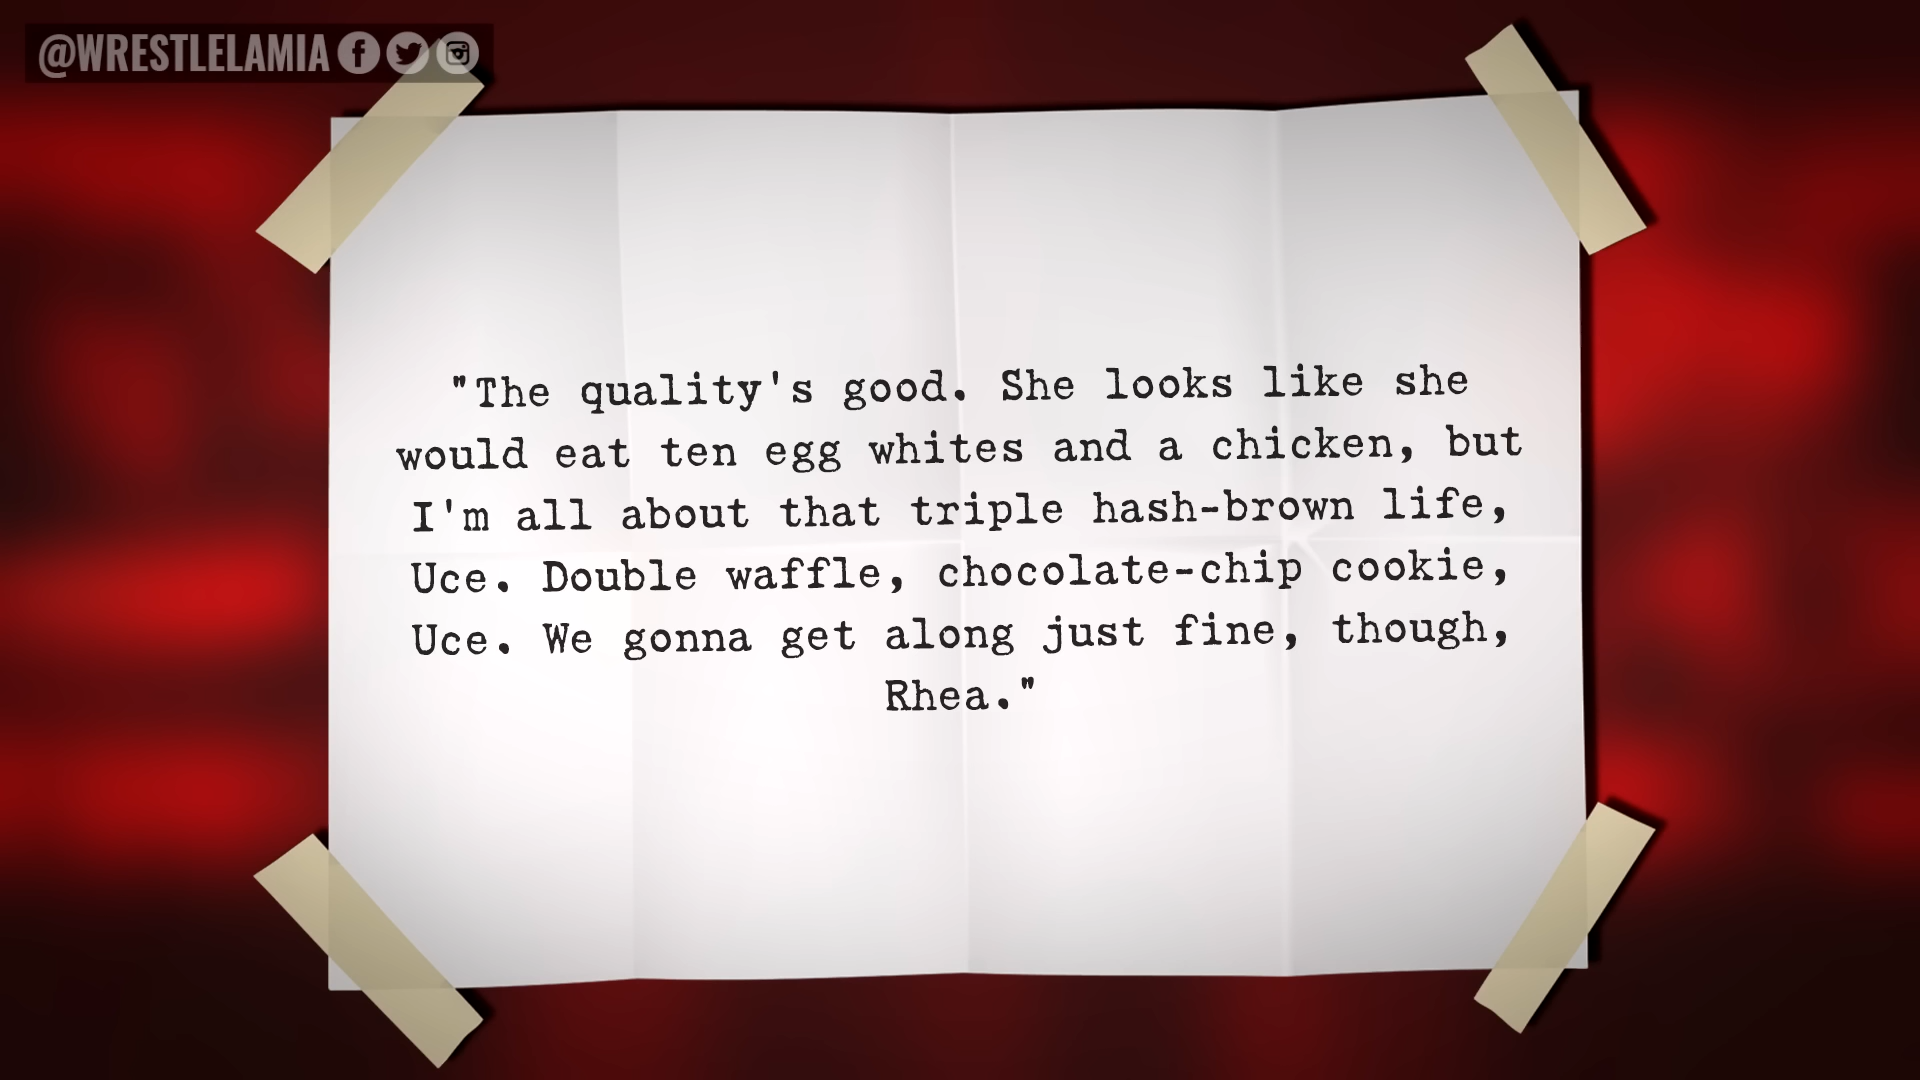 @WRESTLELAMIA
"The quality's good. She looks like she
would eat ten egg whites and a chicken, but
I'm all about that triple hash-brown life,
Uce. Double waffle, chocolate-chip cookie,
Uce. We gonna get along just fine, though,
Rhea."